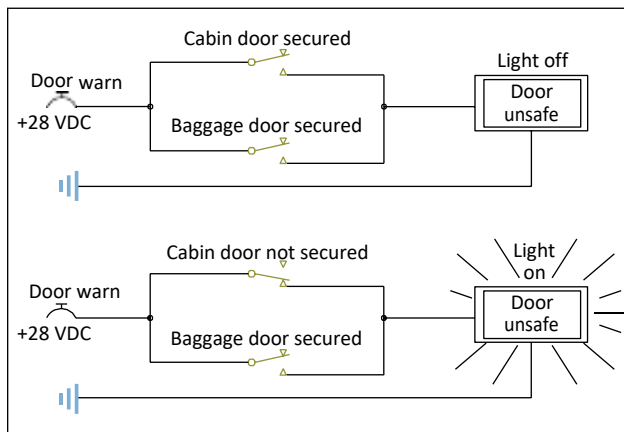 Cabin door secured
Light off
Door warn
Door
unsafe
+28 VDC
Baggage door secured
Cabin door not secured
Light
on
Door warn
Door
unsafe
+28 VDC
Baggage door secured